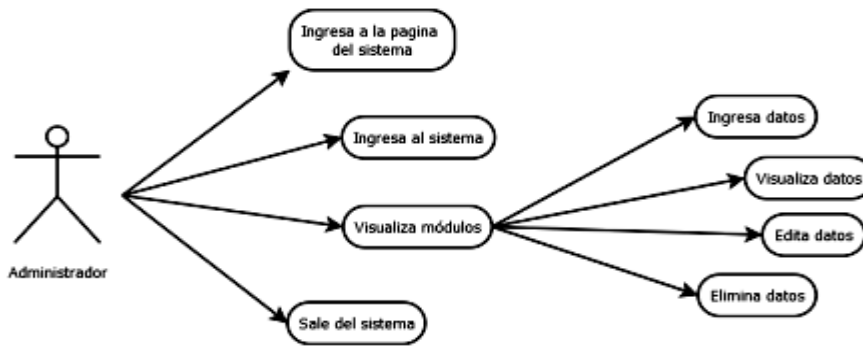 Ingresa a la pagina
del sistema
Ingresa al sistema
Visualiza módulos
Sale del sistema
Administrador
Ingresa datos
Visualiza datos
Edita datos
Elimina datos